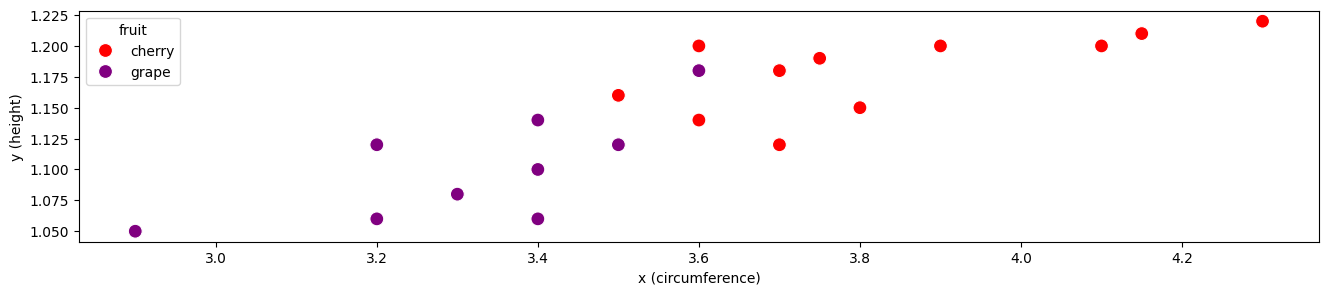 1.225
1.200
1.175
1.150
1.125
1.100
1.075
1.050
y (height)
fruit
cherry
grape
3.0 3.2 3.4 3.6 3.8 4.0 4.2
x (circumference)